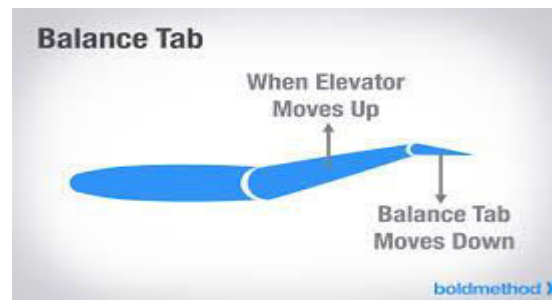 Balance Tab
When Elevator
Moves Up
Balance Tab
Moves Down
boldmethod